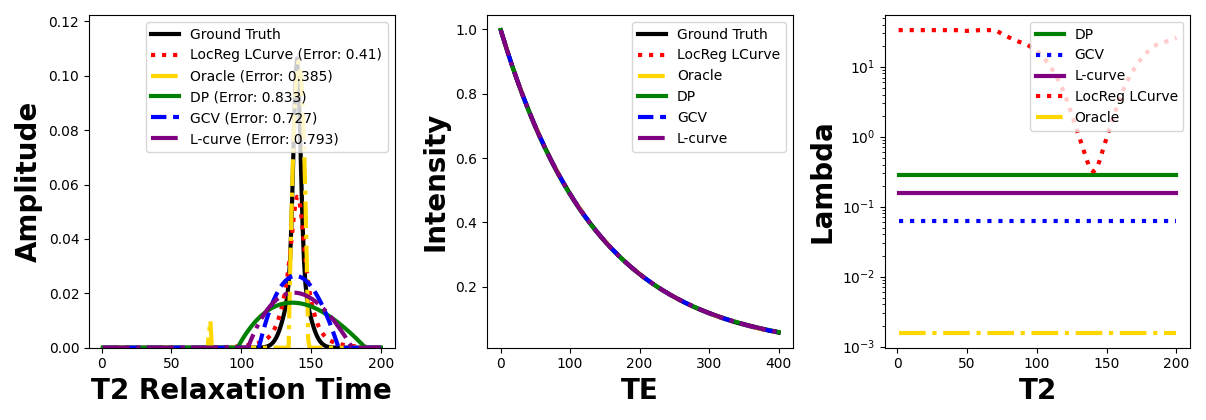 0.12
0.10
0.08
0.06
0.04
0.02
0.00
Amplitude
Ground Truth
LocReg LCurve (Error: 0.41)
Oracle (Error: 0.385)
DP (Error: 0.833)
GCV (Error: 0.727)
L-curve (Error: 0.793)
0 50 100 150 200
T2 Relaxation Time
1.0
0.8
0.6
0.4
0.2
Intensity
Ground Truth
LocReg LCurve
Oracle
DP
GCV
L-curve
0 100 200 300 400
TE
10¹
10⁰
10⁻¹
10⁻²
10⁻³
Lambda
DP
GCV
L-curve
LocReg LCurve
Oracle
0 50 100 150 200
T2